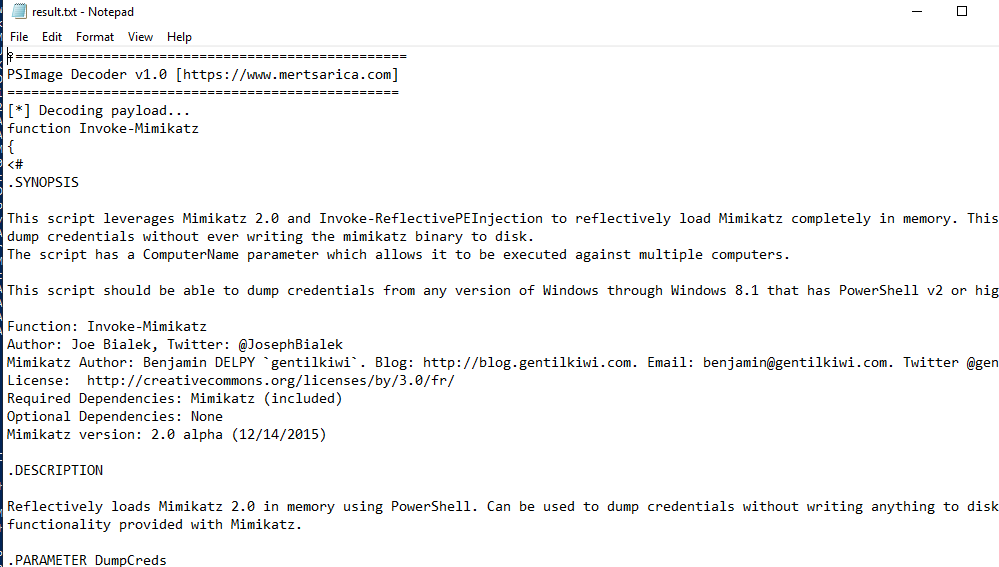 result.txt - Notepad
File Edit Format View Help
=================================================
PSImage Decoder v1.0 [https://www.mertsarica.com]
=================================================
[*] Decoding payload...
function Invoke-Mimikatz
{
<#
.SYNOPSIS
This script leverages Mimikatz 2.0 and Invoke-ReflectivePEInjection to reflectively load Mimikatz completely in memory. This
dump credentials without ever writing the mimikatz binary to disk.
The script has a ComputerName parameter which allows it to be executed against multiple computers.
This script should be able to dump credentials from any version of Windows through Windows 8.1 that has PowerShell v2 or hig
Function: Invoke-Mimikatz
Author: Joe Bialek, Twitter: @JosephBialek
Mimikatz Author: Benjamin DELPY `gentilkiwi`. Blog: http://blog.gentilkiwi.com. Email: benjamin@gentilkiwi.com. Twitter @gen
License:  http://creativecommons.org/licenses/by/3.0/fr/
Required Dependencies: Mimikatz (included)
Optional Dependencies: None
Mimikatz version: 2.0 alpha (12/14/2015)
.DESCRIPTION
Reflectively loads Mimikatz 2.0 in memory using PowerShell. Can be used to dump credentials without writing anything to disk
functionality provided with Mimikatz.
.PARAMETER DumpCreds